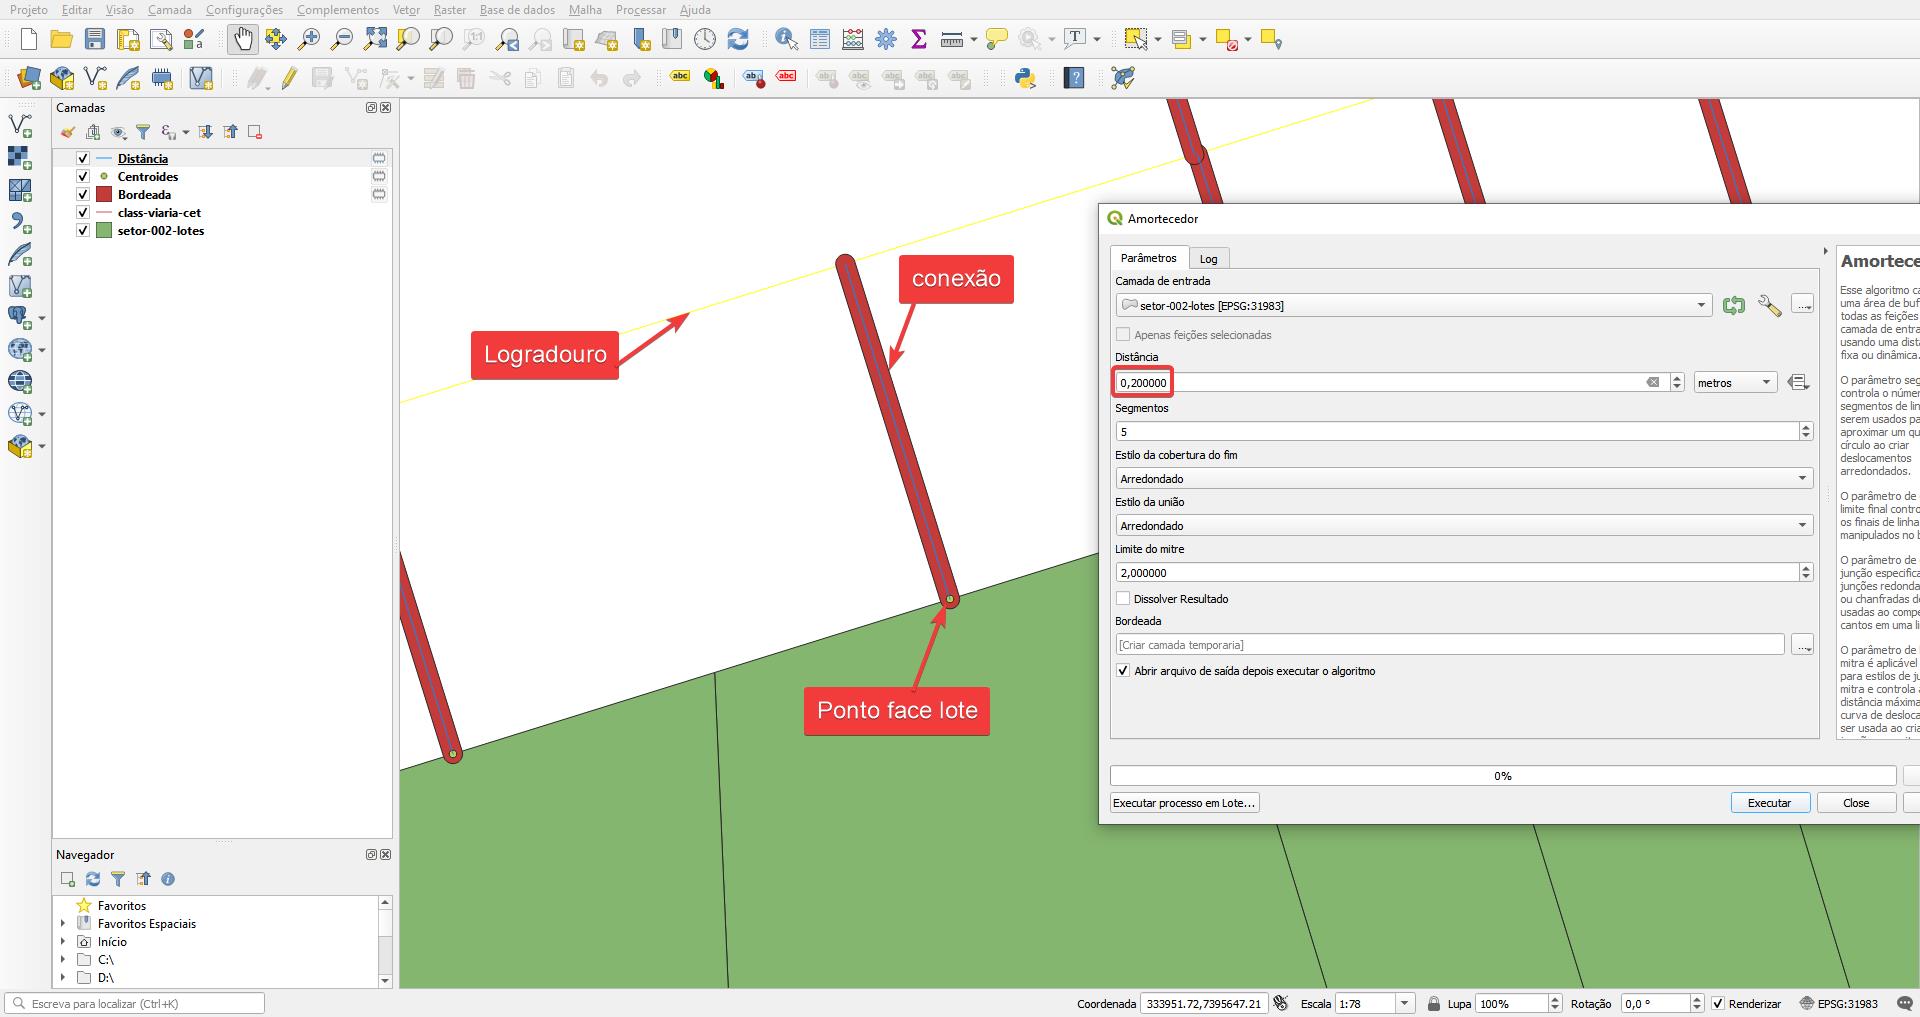 Projeto Editar Visão Camada Configurações Complementos Vetor Raster Base de dados Malha Processar Ajuda
Camadas
Distância
Centroides
Bordeada
class-viaria-cet
setor-002-lotes
Navegador
Favoritos
Favoritos Espaciais
Início
C:\
D:\
Logradouro
conexão
Ponto face lote
Amortecedor
Parâmetros Log
Camada de entrada
setor-002-lotes [EPSG:31983]
Apenas feições selecionadas
Distância
0,200000 metros
Segmentos
5
Estilo da cobertura do fim
Arredondado
Estilo da união
Arredondado
Limite do mitre
2,000000
Dissolver Resultado
Bordeada
[Criar camada temporaria]
Abrir arquivo de saída depois executar o algoritmo
0%
Executar processo em Lote... Executar Close
Amortece
Esse algoritmo ca
uma área de buf
todas as feições
camada de entra
usando uma dist
fixa ou dinâmica.
O parâmetro seg
controla o núme
segmentos de lin
serem usados pa
aproximar um qu
círculo ao criar
deslocamentos
arredondados.
O parâmetro de
limite final contro
os finais de linha
manipulados no b
O parâmetro de
junção especifica
junções redonda
ou chanfradas d
usadas ao compe
cantos em uma li
O parâmetro de l
mitra é aplicável
para estilos de ju
mitra e controla a
distância máxima
curva de desloca
ser usada ao cria
Escreva para localizar (Ctrl+K) Coordenada 333951.72,7395647.21 Escala 1:78 Lupa 100% Rotação 0,0 ° Renderizar EPSG:31983